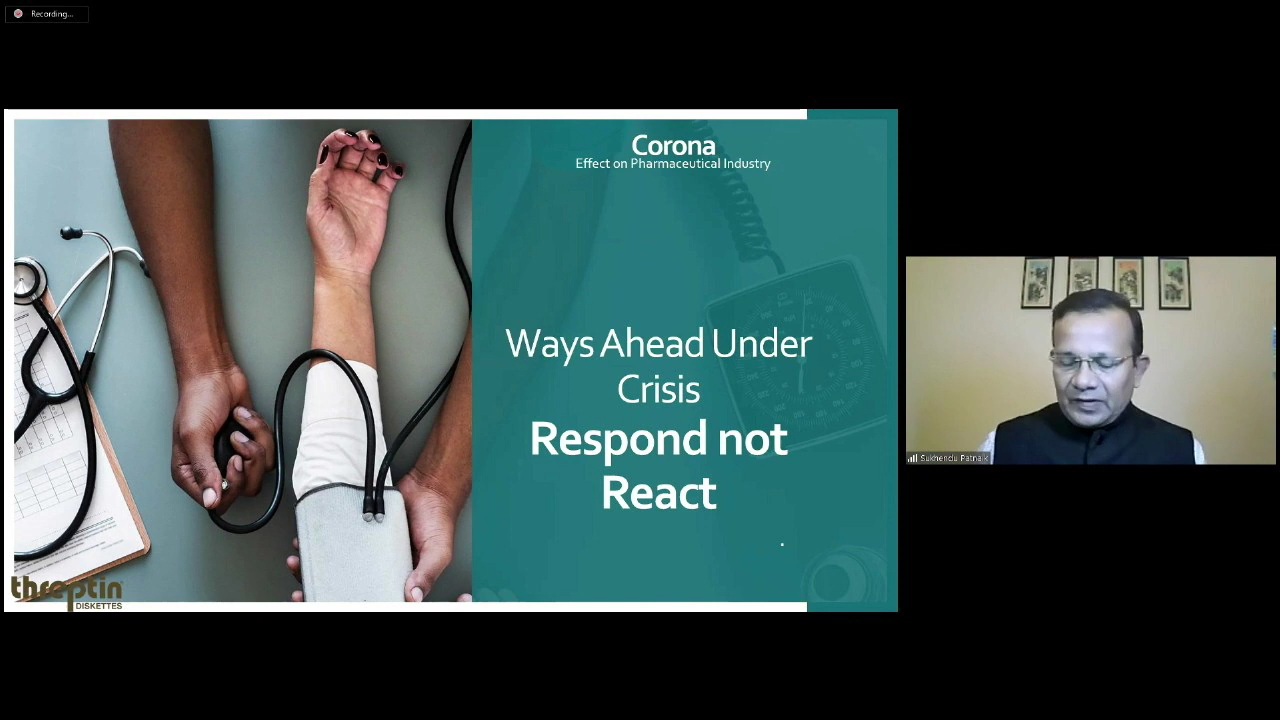 Recording...
Corona
Effect on Pharmaceutical Industry
Ways Ahead Under
Crisis
Respond not
React
.
threptin
DISKETTES
Sukhendu Patnaik